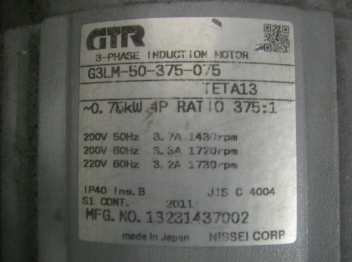 GTR
3-PHASE INDUCTION MOTOR
G3LM-50-375-075
TETA13
~0.75kW 4P RATIO 375:1
200V 50Hz 3.7A 1430rpm
200V 60Hz 3.3A 1720rpm
220V 60Hz 3.2A 1730rpm
IP40 Ins.B JIS C 4004
S1 CONT. 2011
MFG.NO.13231437002
made in Japan NISSEI CORP.